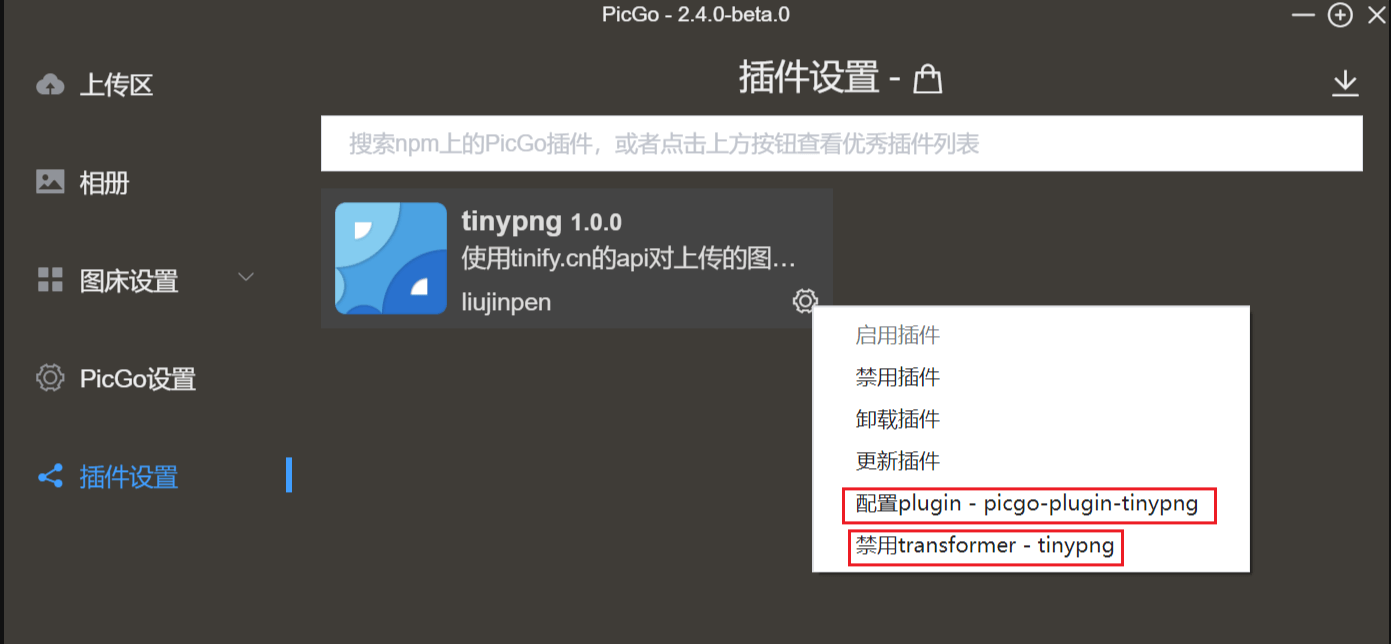 PicGo - 2.4.0-beta.0
上传区
相册
图床设置
PicGo设置
插件设置
插件设置 -
搜索npm上的PicGo插件，或者点击上方按钮查看优秀插件列表
tinypng 1.0.0
使用tinify.cn的api对上传的图...
liujinpen
启用插件
禁用插件
卸载插件
更新插件
配置plugin - picgo-plugin-tinypng
禁用transformer - tinypng